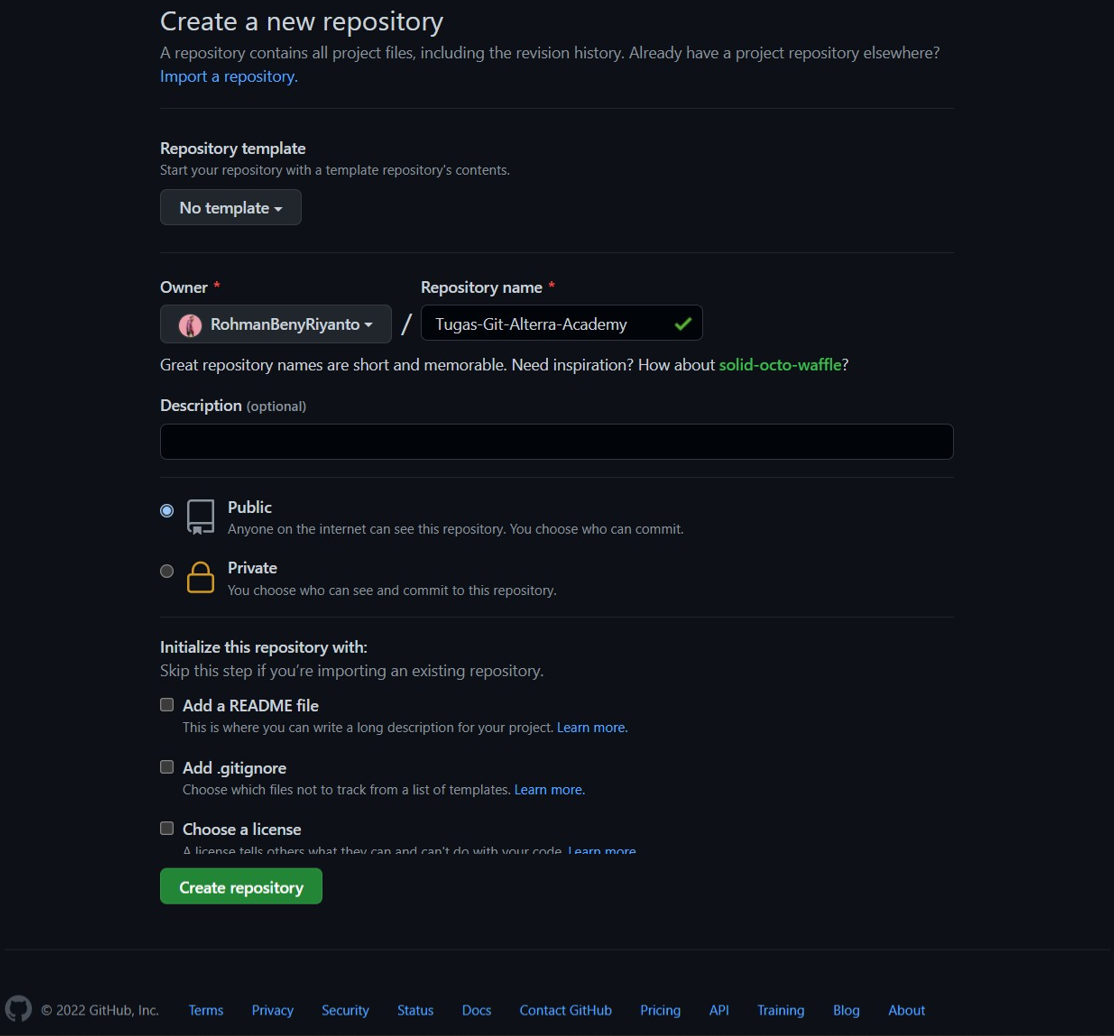 Create a new repository
A repository contains all project files, including the revision history. Already have a project repository elsewhere?
Import a repository.
Repository template
Start your repository with a template repository's contents.
No template
Owner *
Repository name *
RohmanBenyRiyanto / Tugas-Git-Alterra-Academy
Great repository names are short and memorable. Need inspiration? How about solid-octo-waffle?
Description (optional)
Public
Anyone on the internet can see this repository. You choose who can commit.
Private
You choose who can see and commit to this repository.
Initialize this repository with:
Skip this step if you’re importing an existing repository.
Add a README file
This is where you can write a long description for your project. Learn more.
Add .gitignore
Choose which files not to track from a list of templates. Learn more.
Choose a license
A license tells others what they can and can't do with your code. Learn more.
Create repository
© 2022 GitHub, Inc. Terms Privacy Security Status Docs Contact GitHub Pricing API Training Blog About